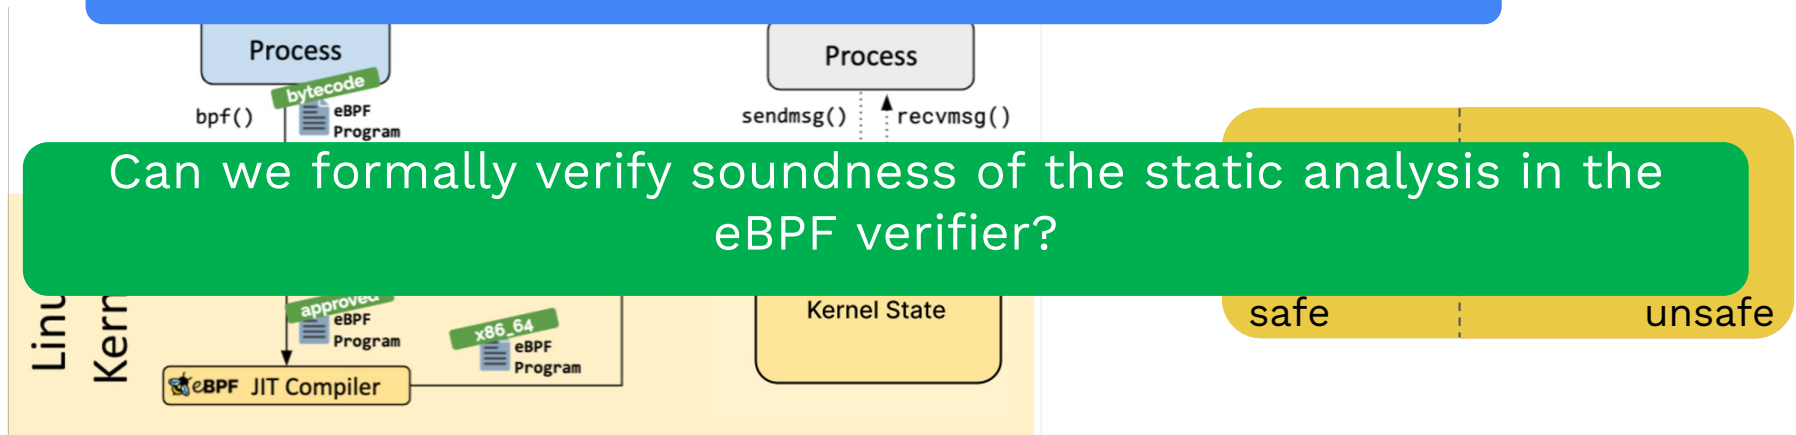 Process
bytecode
bpf()
eBPF
Program
Process
sendmsg()
recvmsg()
Can we formally verify soundness of the static analysis in the
eBPF verifier?
approved
eBPF
Program
x86_64
eBPF
Program
eBPF JIT Compiler
Kernel State
safe
unsafe